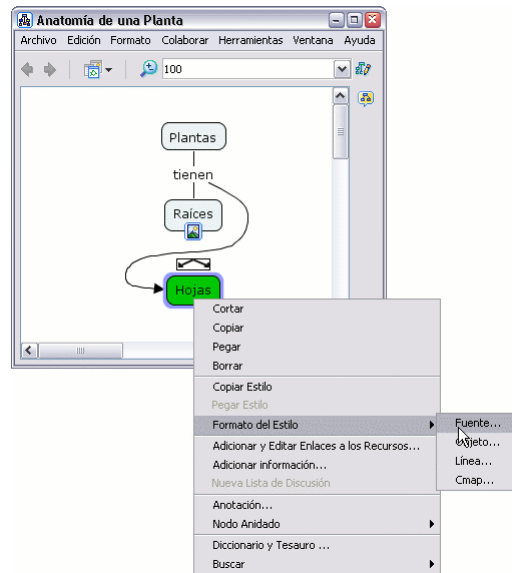 Anatomía de una Planta
Archivo Edición Formato Colaborar Herramientas Ventana Ayuda
100
Plantas
tienen
Raíces
Hojas
Cortar
Copiar
Pegar
Borrar
Copiar Estilo
Pegar Estilo
Formato del Estilo
Fuente...
Objeto...
Línea...
Cmap...
Adicionar y Editar Enlaces a los Recursos...
Adicionar información...
Nueva Lista de Discusión
Anotación...
Nodo Anidado
Diccionario y Tesauro ...
Buscar